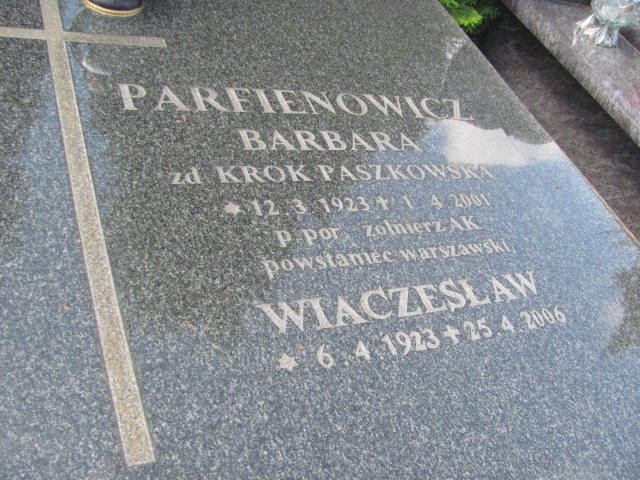 PARFIENOWICZ
BARBARA
zd KROK PASZKOWSKA
* 12.3.1923 ✝ 1.4.2001
p por. żołnierz AK
powstaniec warszawski
WIACZESŁAW
* 6.4.1923 ✝ 25.4.2006